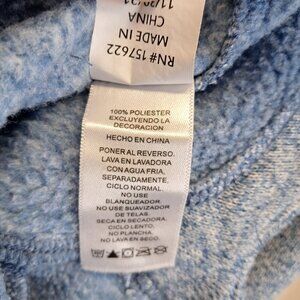 RN# 157622
MADE IN
CHINA
100% POLIESTER
EXCLUYENDO LA
DECORACION
HECHO EN CHINA
PONER AL REVERSO.
LAVA EN LAVADORA
CON AGUA FRIA,
SEPARADAMENTE.
CICLO NORMAL.
NO USE
BLANQUEADOR
NO USE SUAVIZADOR
DE TELAS.
SECA EN SECADORA.
CICLO LENTO.
NO PLANCHA.
NO LAVA EN SECO.